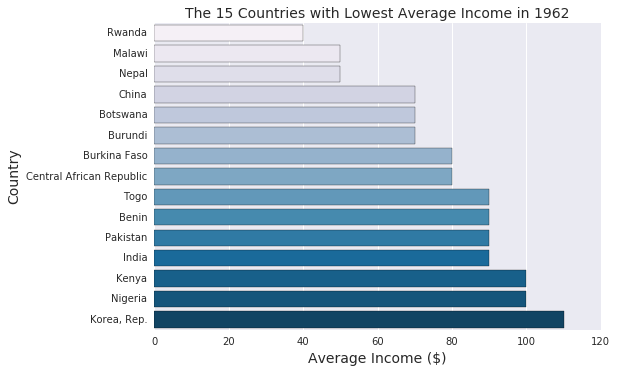 The 15 Countries with Lowest Average Income in 1962
Rwanda
Malawi
Nepal
China
Botswana
Burundi
Burkina Faso
Central African Republic
Togo
Benin
Pakistan
India
Kenya
Nigeria
Korea, Rep.
Country
0 20 40 60 80 100 120
Average Income ($)